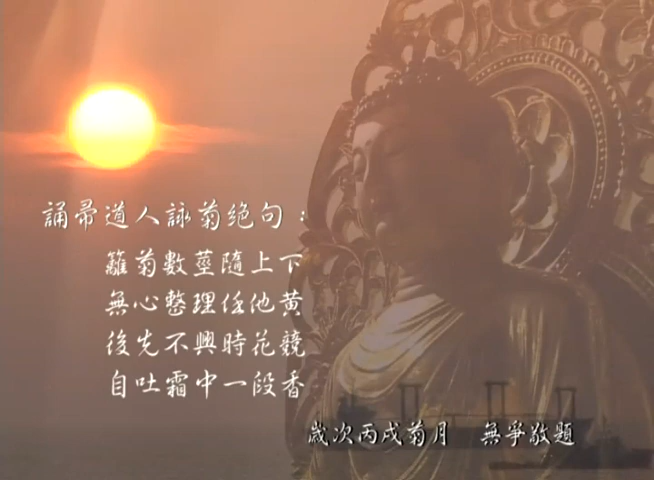 誦帚道人詠菊絶句：
籬菊數莖隨上下
無心整理任他黄
後先不興時花競
自吐霜中一段香
歲次丙戌菊月　無爭敬題